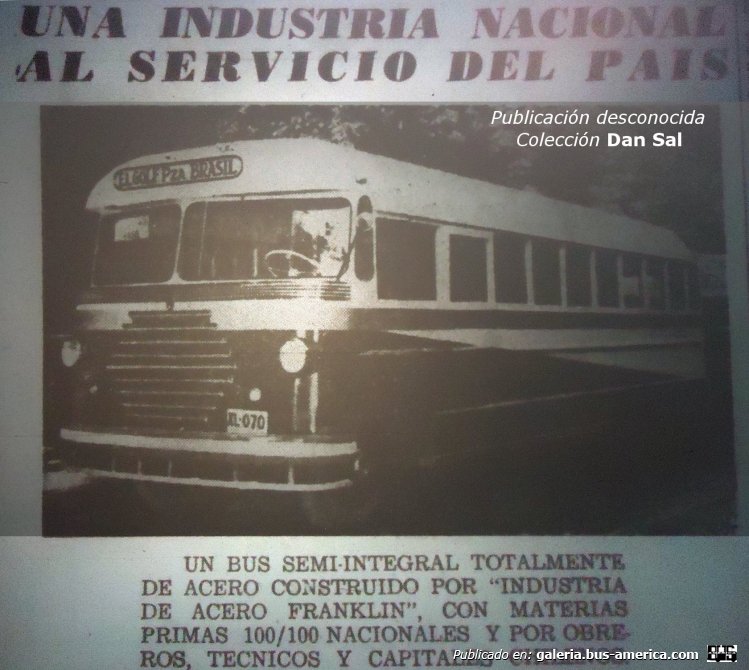 UNA INDUSTRIA NACIONAL
AL SERVICIO DEL PAIS
Publicación desconocida
Colección Dan Sal
EL GOLF Pza BRASIL
XL-070
UN BUS SEMI-INTEGRAL TOTALMENTE
DE ACERO CONSTRUIDO POR "INDUSTRIA
DE ACERO FRANKLIN", CON MATERIAS
PRIMAS 100/100 NACIONALES Y POR OBRE-
ROS, TECNICOS Y CAPITALES
Publicado en: galeria.bus-america.com